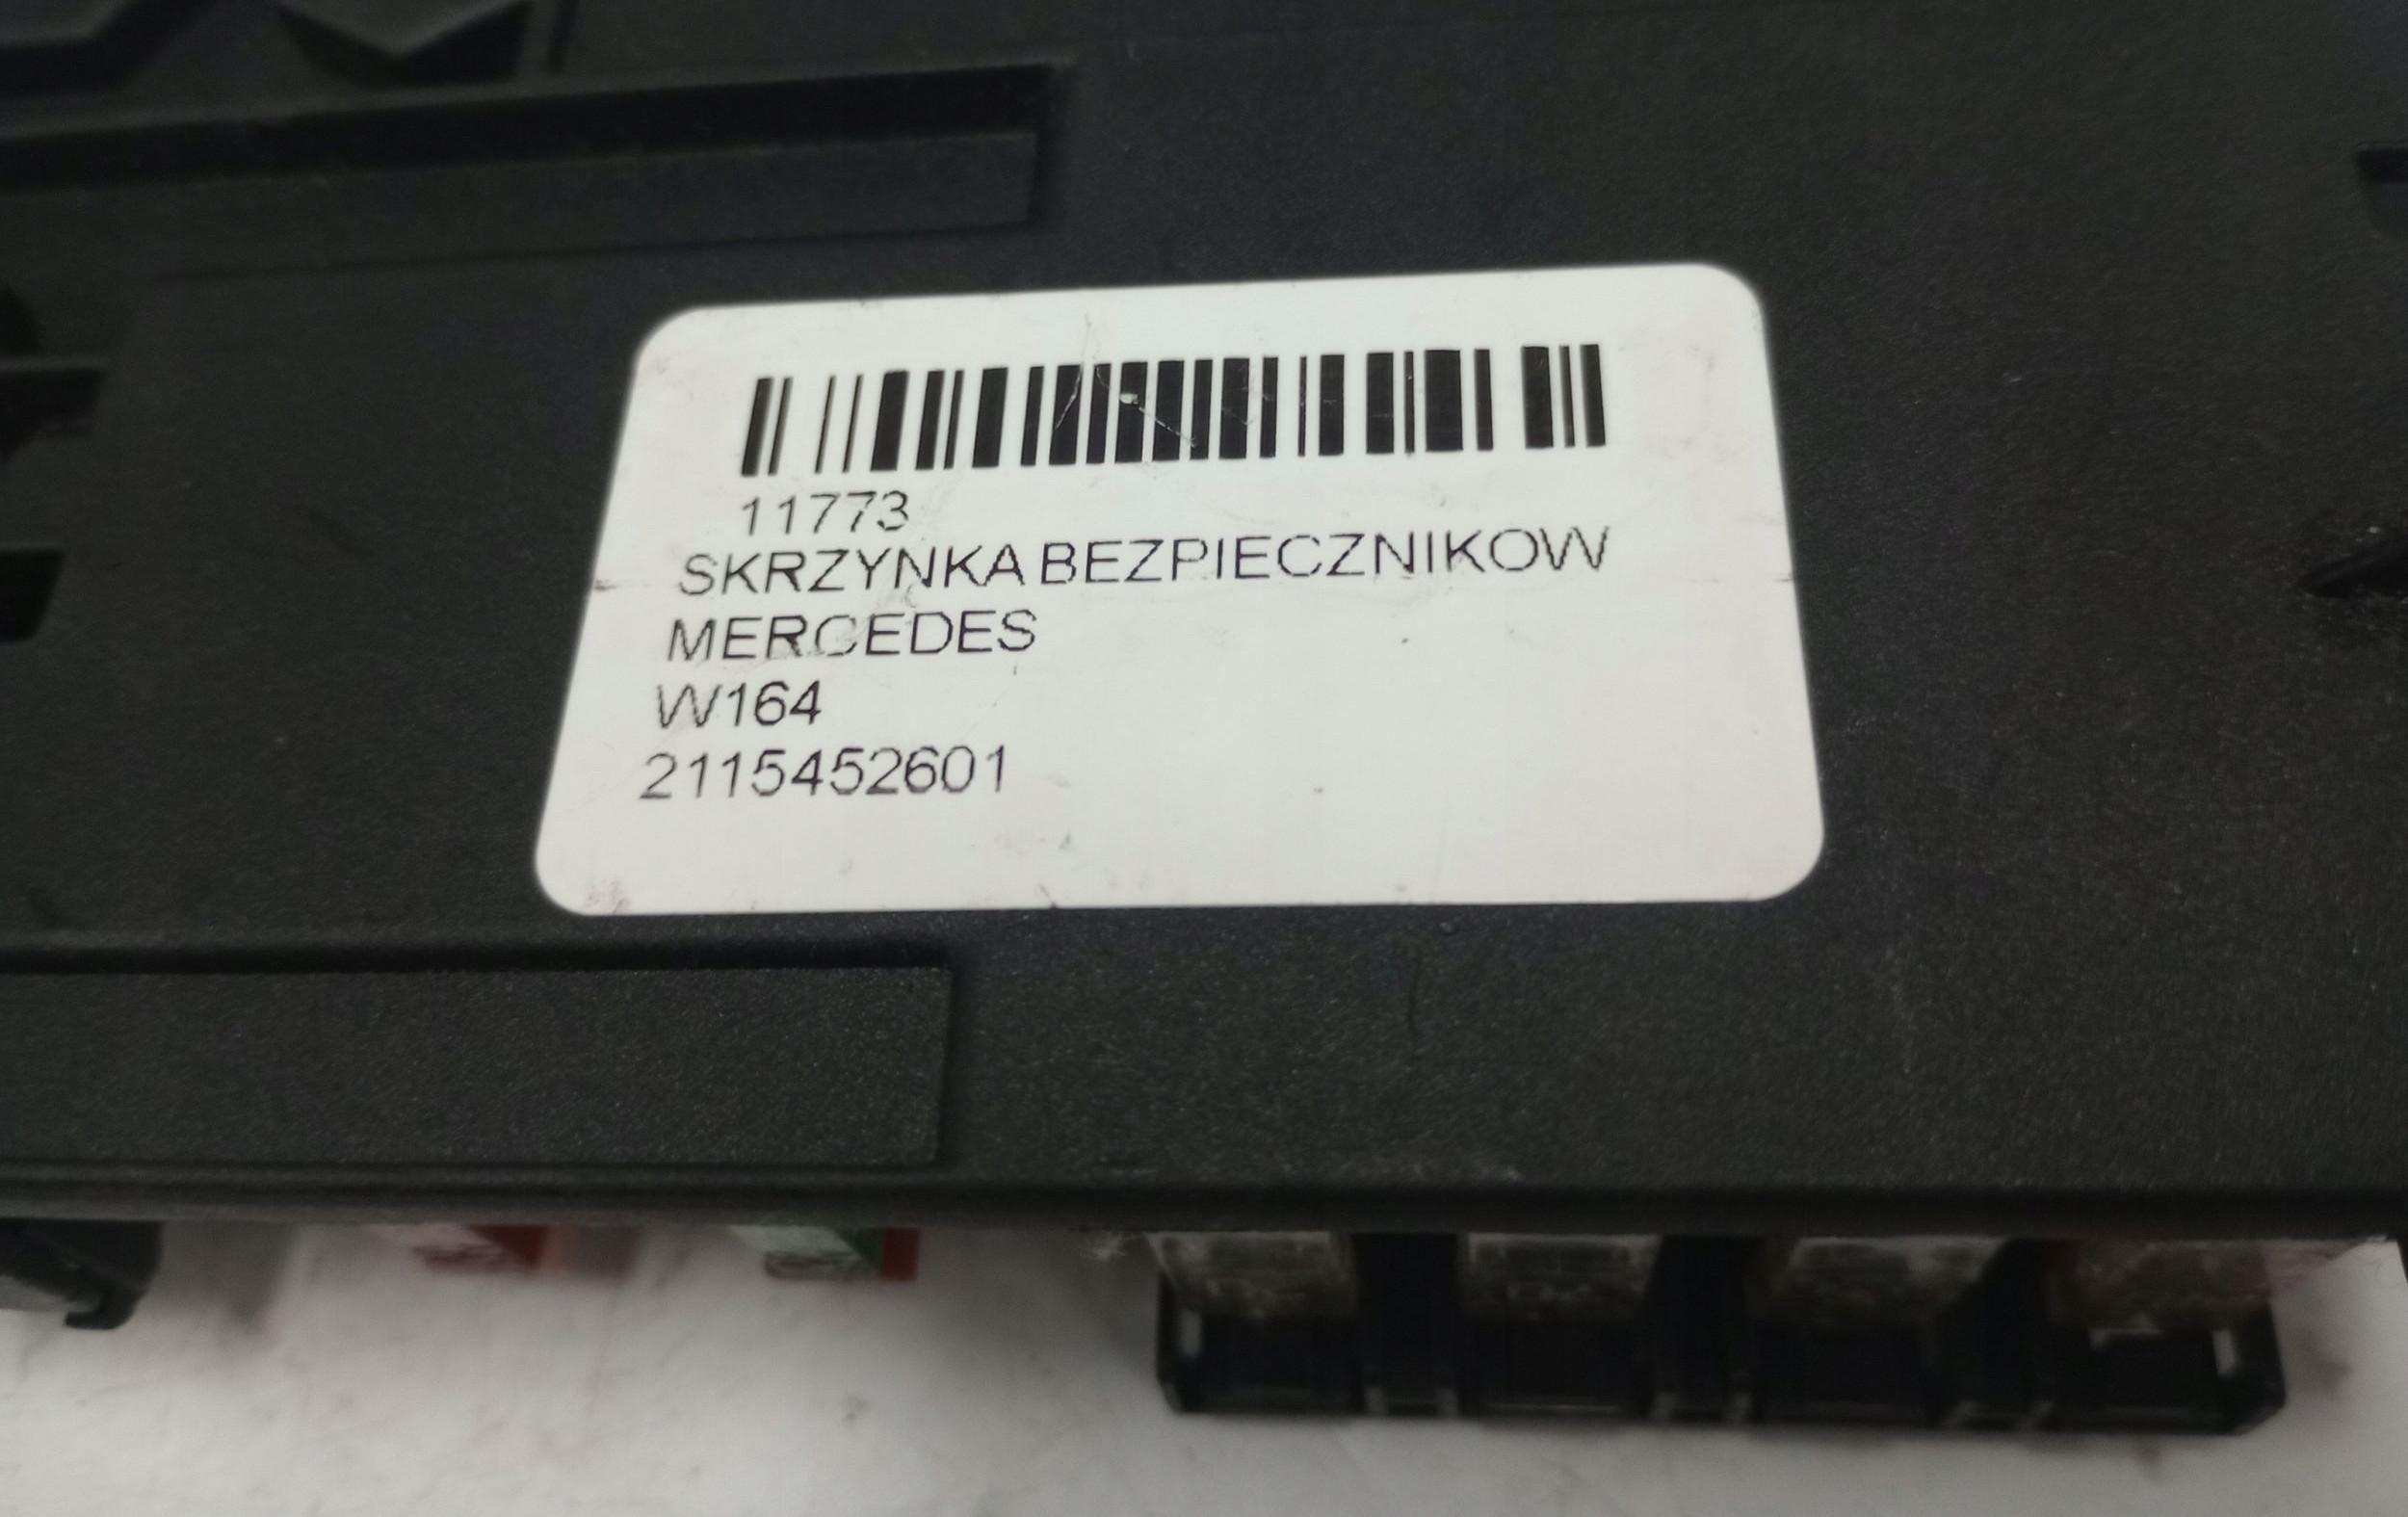 11773
SKRZYNKA BEZPIECZNIKOW
MERCEDES
W164
2115452601